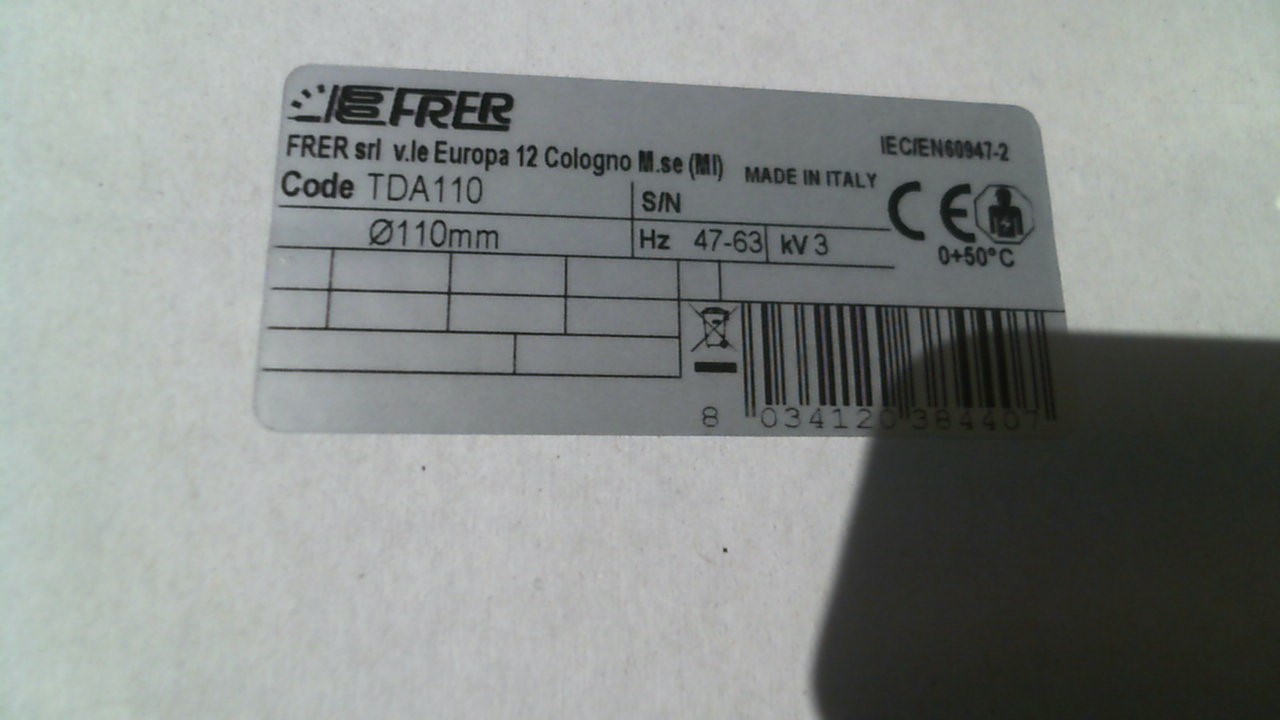 FRER
FRER srl v.le Europa 12 Cologno M.se (MI)
MADE IN ITALY
IEC/EN60947-2
Code TDA110
S/N
CE
Ø110mm
Hz 47-63
kV 3
0+50°C
8 034120 384407